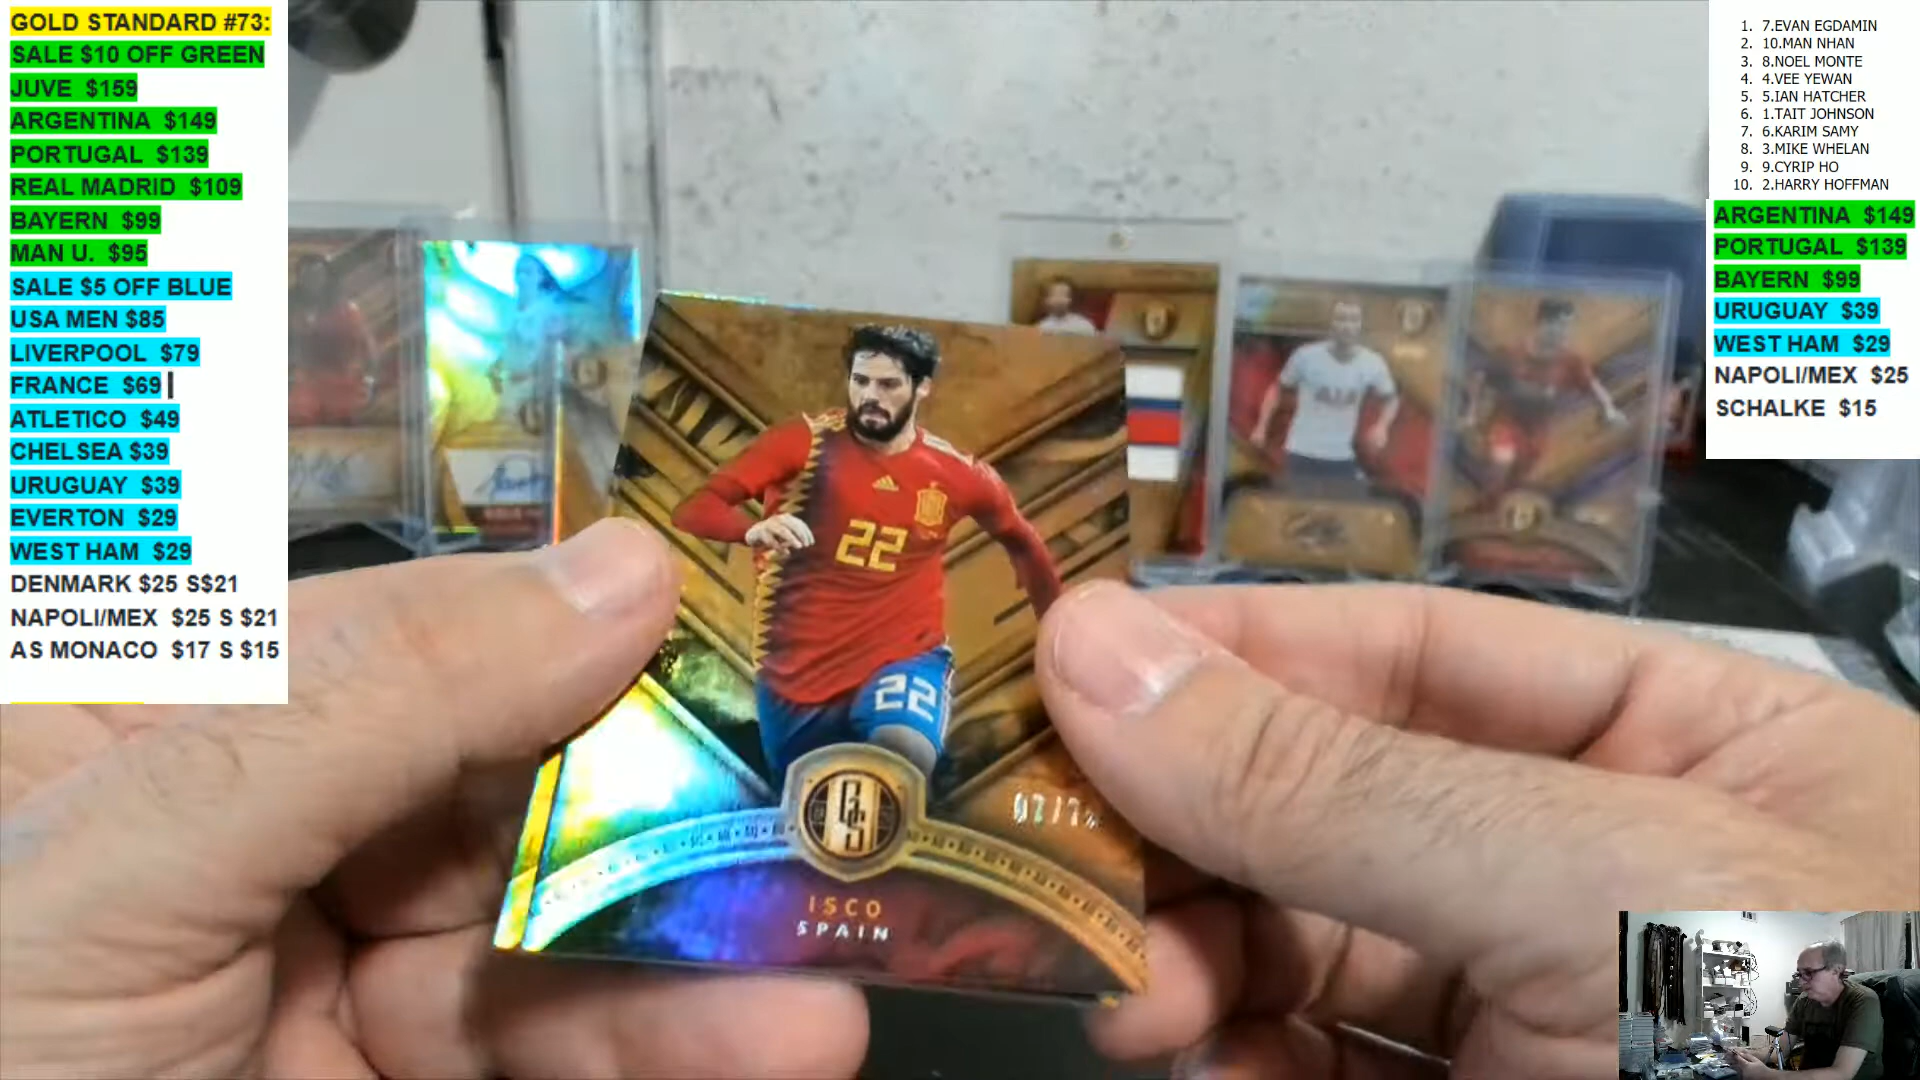 GOLD STANDARD #73:
SALE $10 OFF GREEN
JUVE $159
ARGENTINA $149
PORTUGAL $139
REAL MADRID $109
BAYERN $99
MAN U. $95
SALE $5 OFF BLUE
USA MEN $85
LIVERPOOL $79
FRANCE $69
ATLETICO $49
CHELSEA $39
URUGUAY $39
EVERTON $29
WEST HAM $29
DENMARK $25 S$21
NAPOLI/MEX $25 S $21
AS MONACO $17 S $15
1. 7.EVAN EGDAMIN
2. 10.MAN NHAN
3. 8.NOEL MONTE
4. 4.VEE YEWAN
5. 5.IAN HATCHER
6. 1.TAIT JOHNSON
7. 6.KARIM SAMY
8. 3.MIKE WHELAN
9. 9.CYRIP HO
10. 2.HARRY HOFFMAN
ARGENTINA $149
PORTUGAL $139
BAYERN $99
URUGUAY $39
WEST HAM $29
NAPOLI/MEX $25
SCHALKE $15
22
22
GS
ISCO
SPAIN